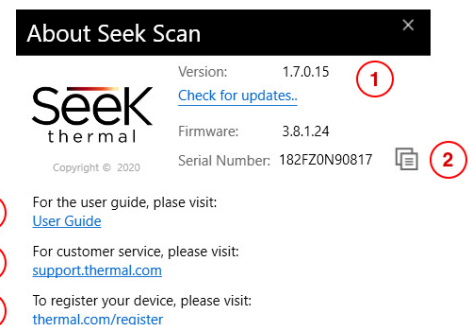 About Seek Scan
Version: 1.7.0.15
1
Check for updates..
Seek
thermal
Firmware: 3.8.1.24
Copyright © 2020
Serial Number: 182FZ0N90817
2
For the user guide, plase visit:
User Guide
For customer service, please visit:
support.thermal.com
To register your device, please visit:
thermal.com/register